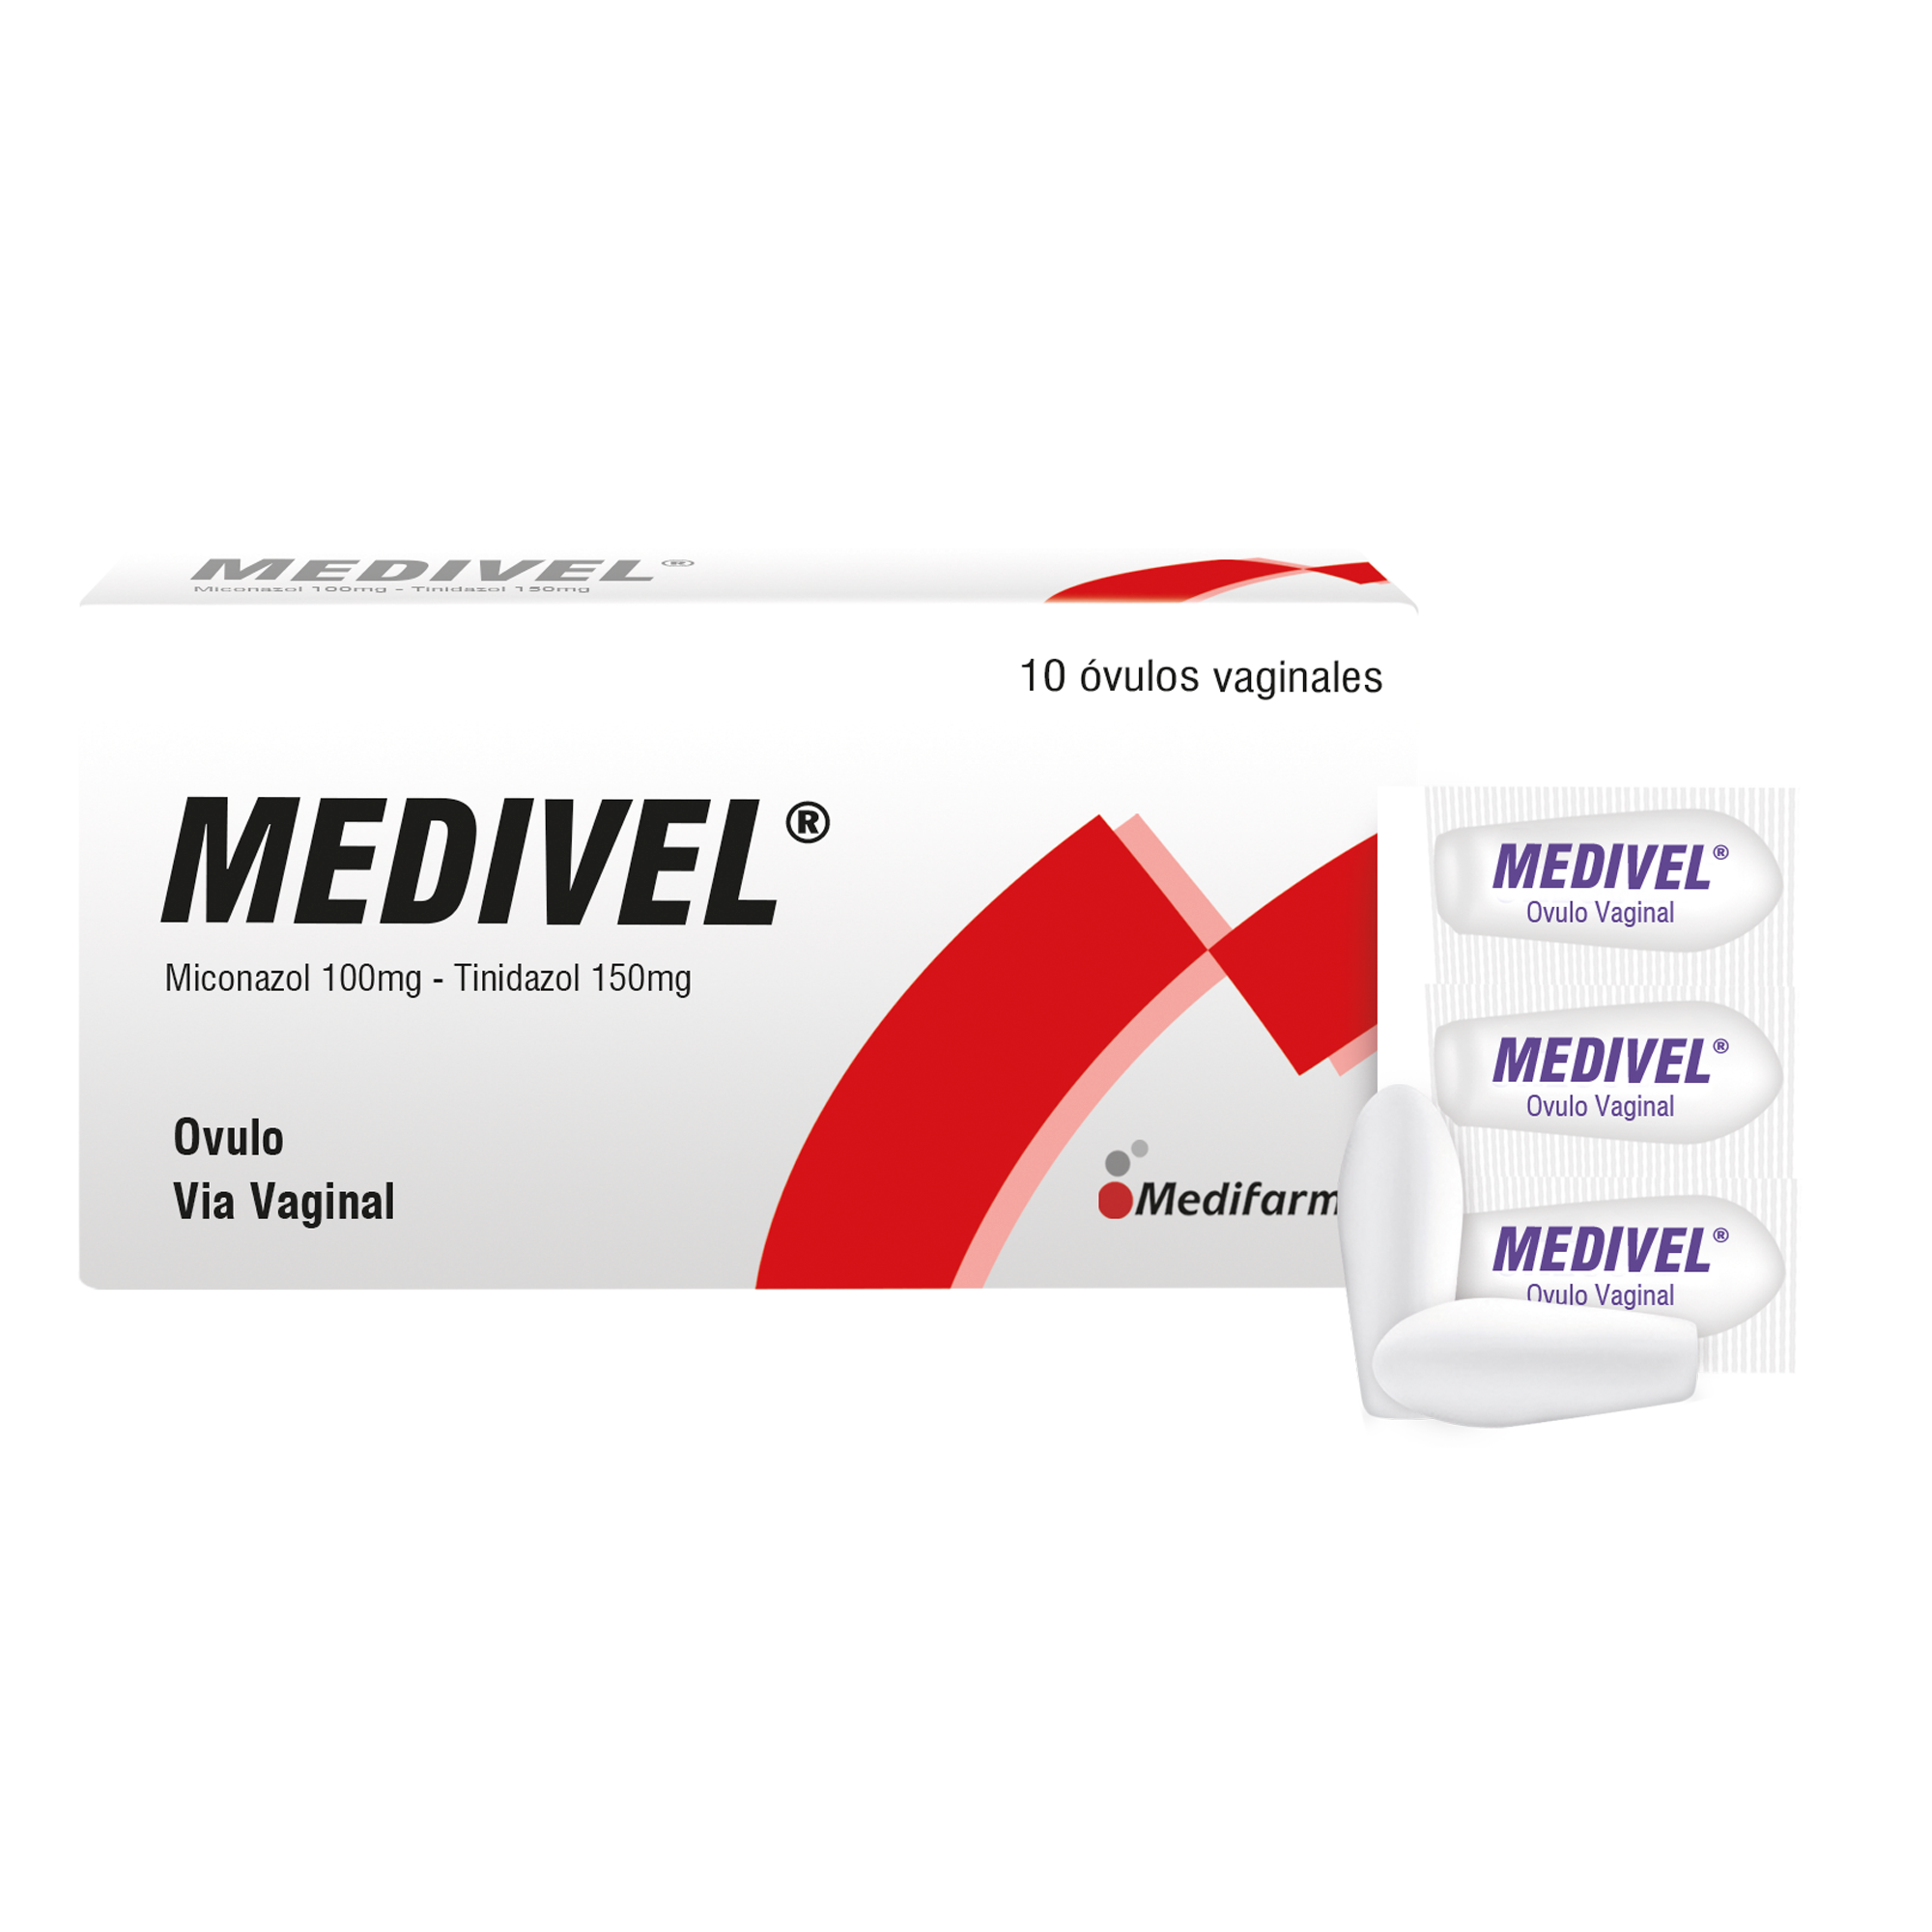 MEDIVEL®
Miconazol 100mg - Tinidazol 150mg
10 óvulos vaginales
MEDIVEL®
Miconazol 100mg - Tinidazol 150mg
Ovulo
Via Vaginal
Medifarm
MEDIVEL®
Ovulo Vaginal
MEDIVEL®
Ovulo Vaginal
MEDIVEL®
Ovulo Vaginal